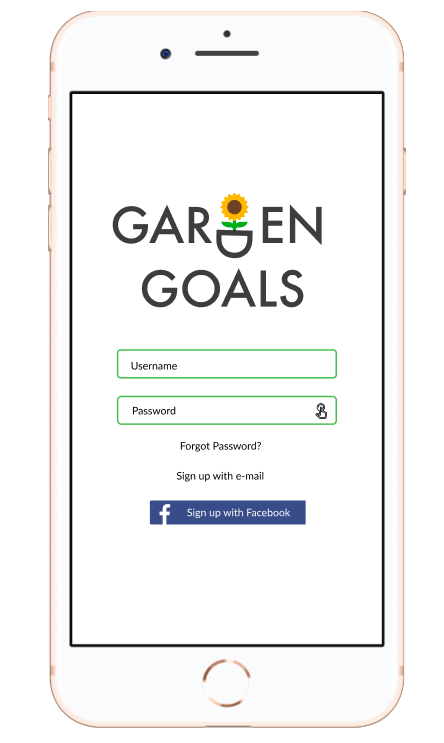 GARDEN
GOALS
Username
Password
Forgot Password?
Sign up with e-mail
f Sign up with Facebook